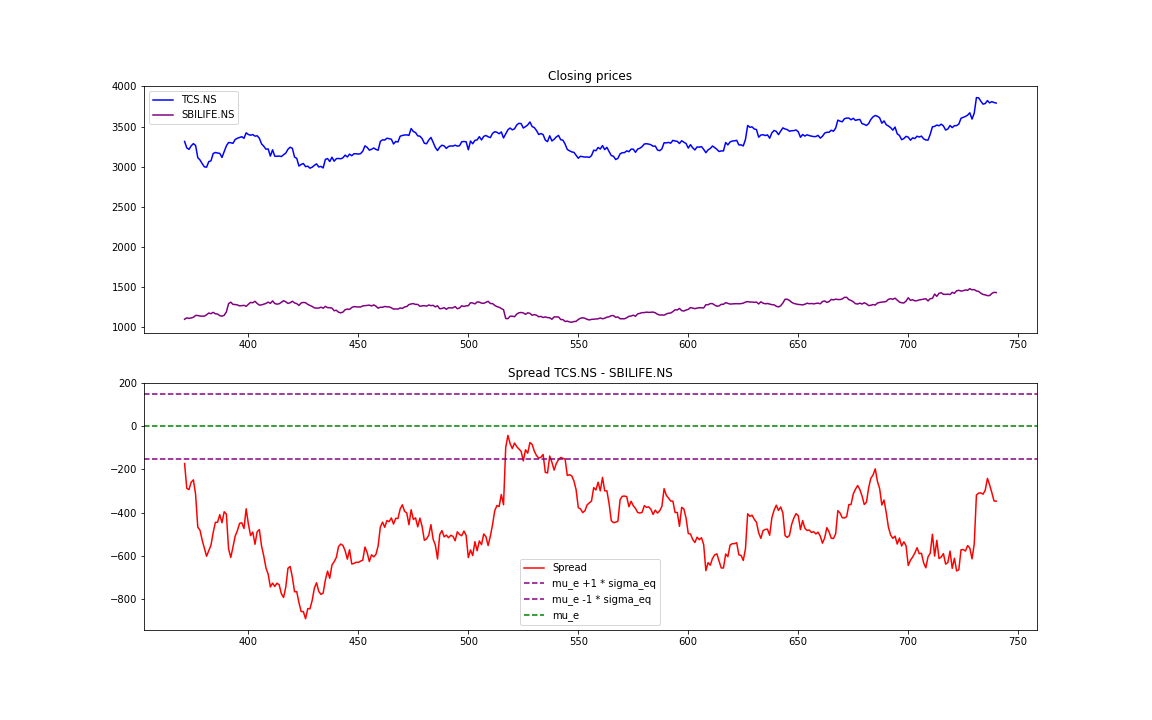 Closing prices
4000
3500
3000
2500
2000
1500
1000
TCS.NS
SBILIFE.NS
400 450 500 550 600 650 700 750
Spread TCS.NS - SBILIFE.NS
200
0
−200
−400
−600
−800
Spread
mu_e +1 * sigma_eq
mu_e -1 * sigma_eq
mu_e
400 450 500 550 600 650 700 750